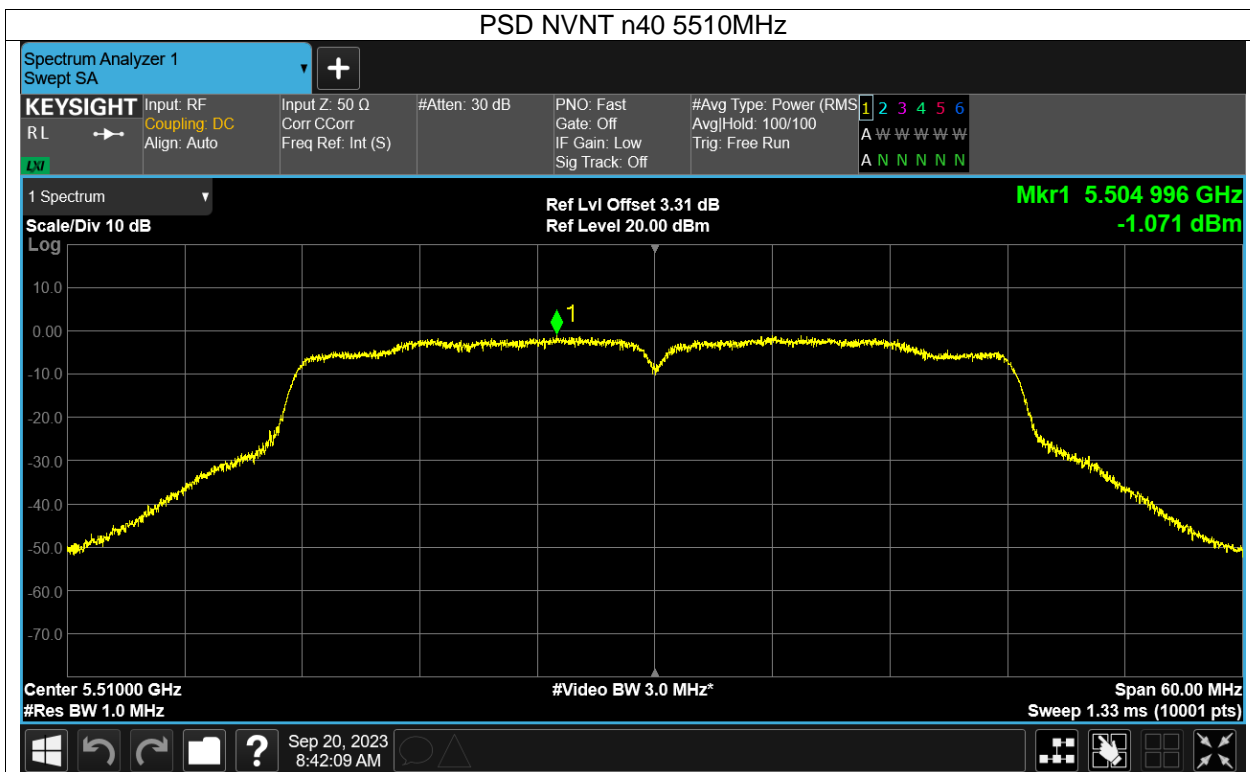 PSD NVNT n40 5510MHz
Spectrum Analyzer 1
Swept SA
KEYSIGHT
RL
LXI
Input: RF
Coupling: DC
Align: Auto
Input Z: 50 Ω
Corr CCorr
Freq Ref: Int (S)
#Atten: 30 dB
PNO: Fast
Gate: Off
IF Gain: Low
Sig Track: Off
#Avg Type: Power (RMS
Avg|Hold: 100/100
Trig: Free Run
1 2 3 4 5 6
A W W W W W
A N N N N N
1 Spectrum
Scale/Div 10 dB
Ref Lvl Offset 3.31 dB
Ref Level 20.00 dBm
Mkr1 5.504 996 GHz
-1.071 dBm
Log
10.0
0.00
-10.0
-20.0
-30.0
-40.0
-50.0
-60.0
-70.0
1
Center 5.51000 GHz
#Res BW 1.0 MHz
#Video BW 3.0 MHz*
Span 60.00 MHz
Sweep 1.33 ms (10001 pts)
?
Sep 20, 2023
8:42:09 AM